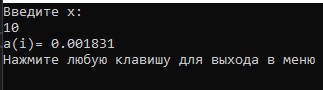 Введите x:
10
a(i)= 0.001831
Нажмите любую клавишу для выхода в меню